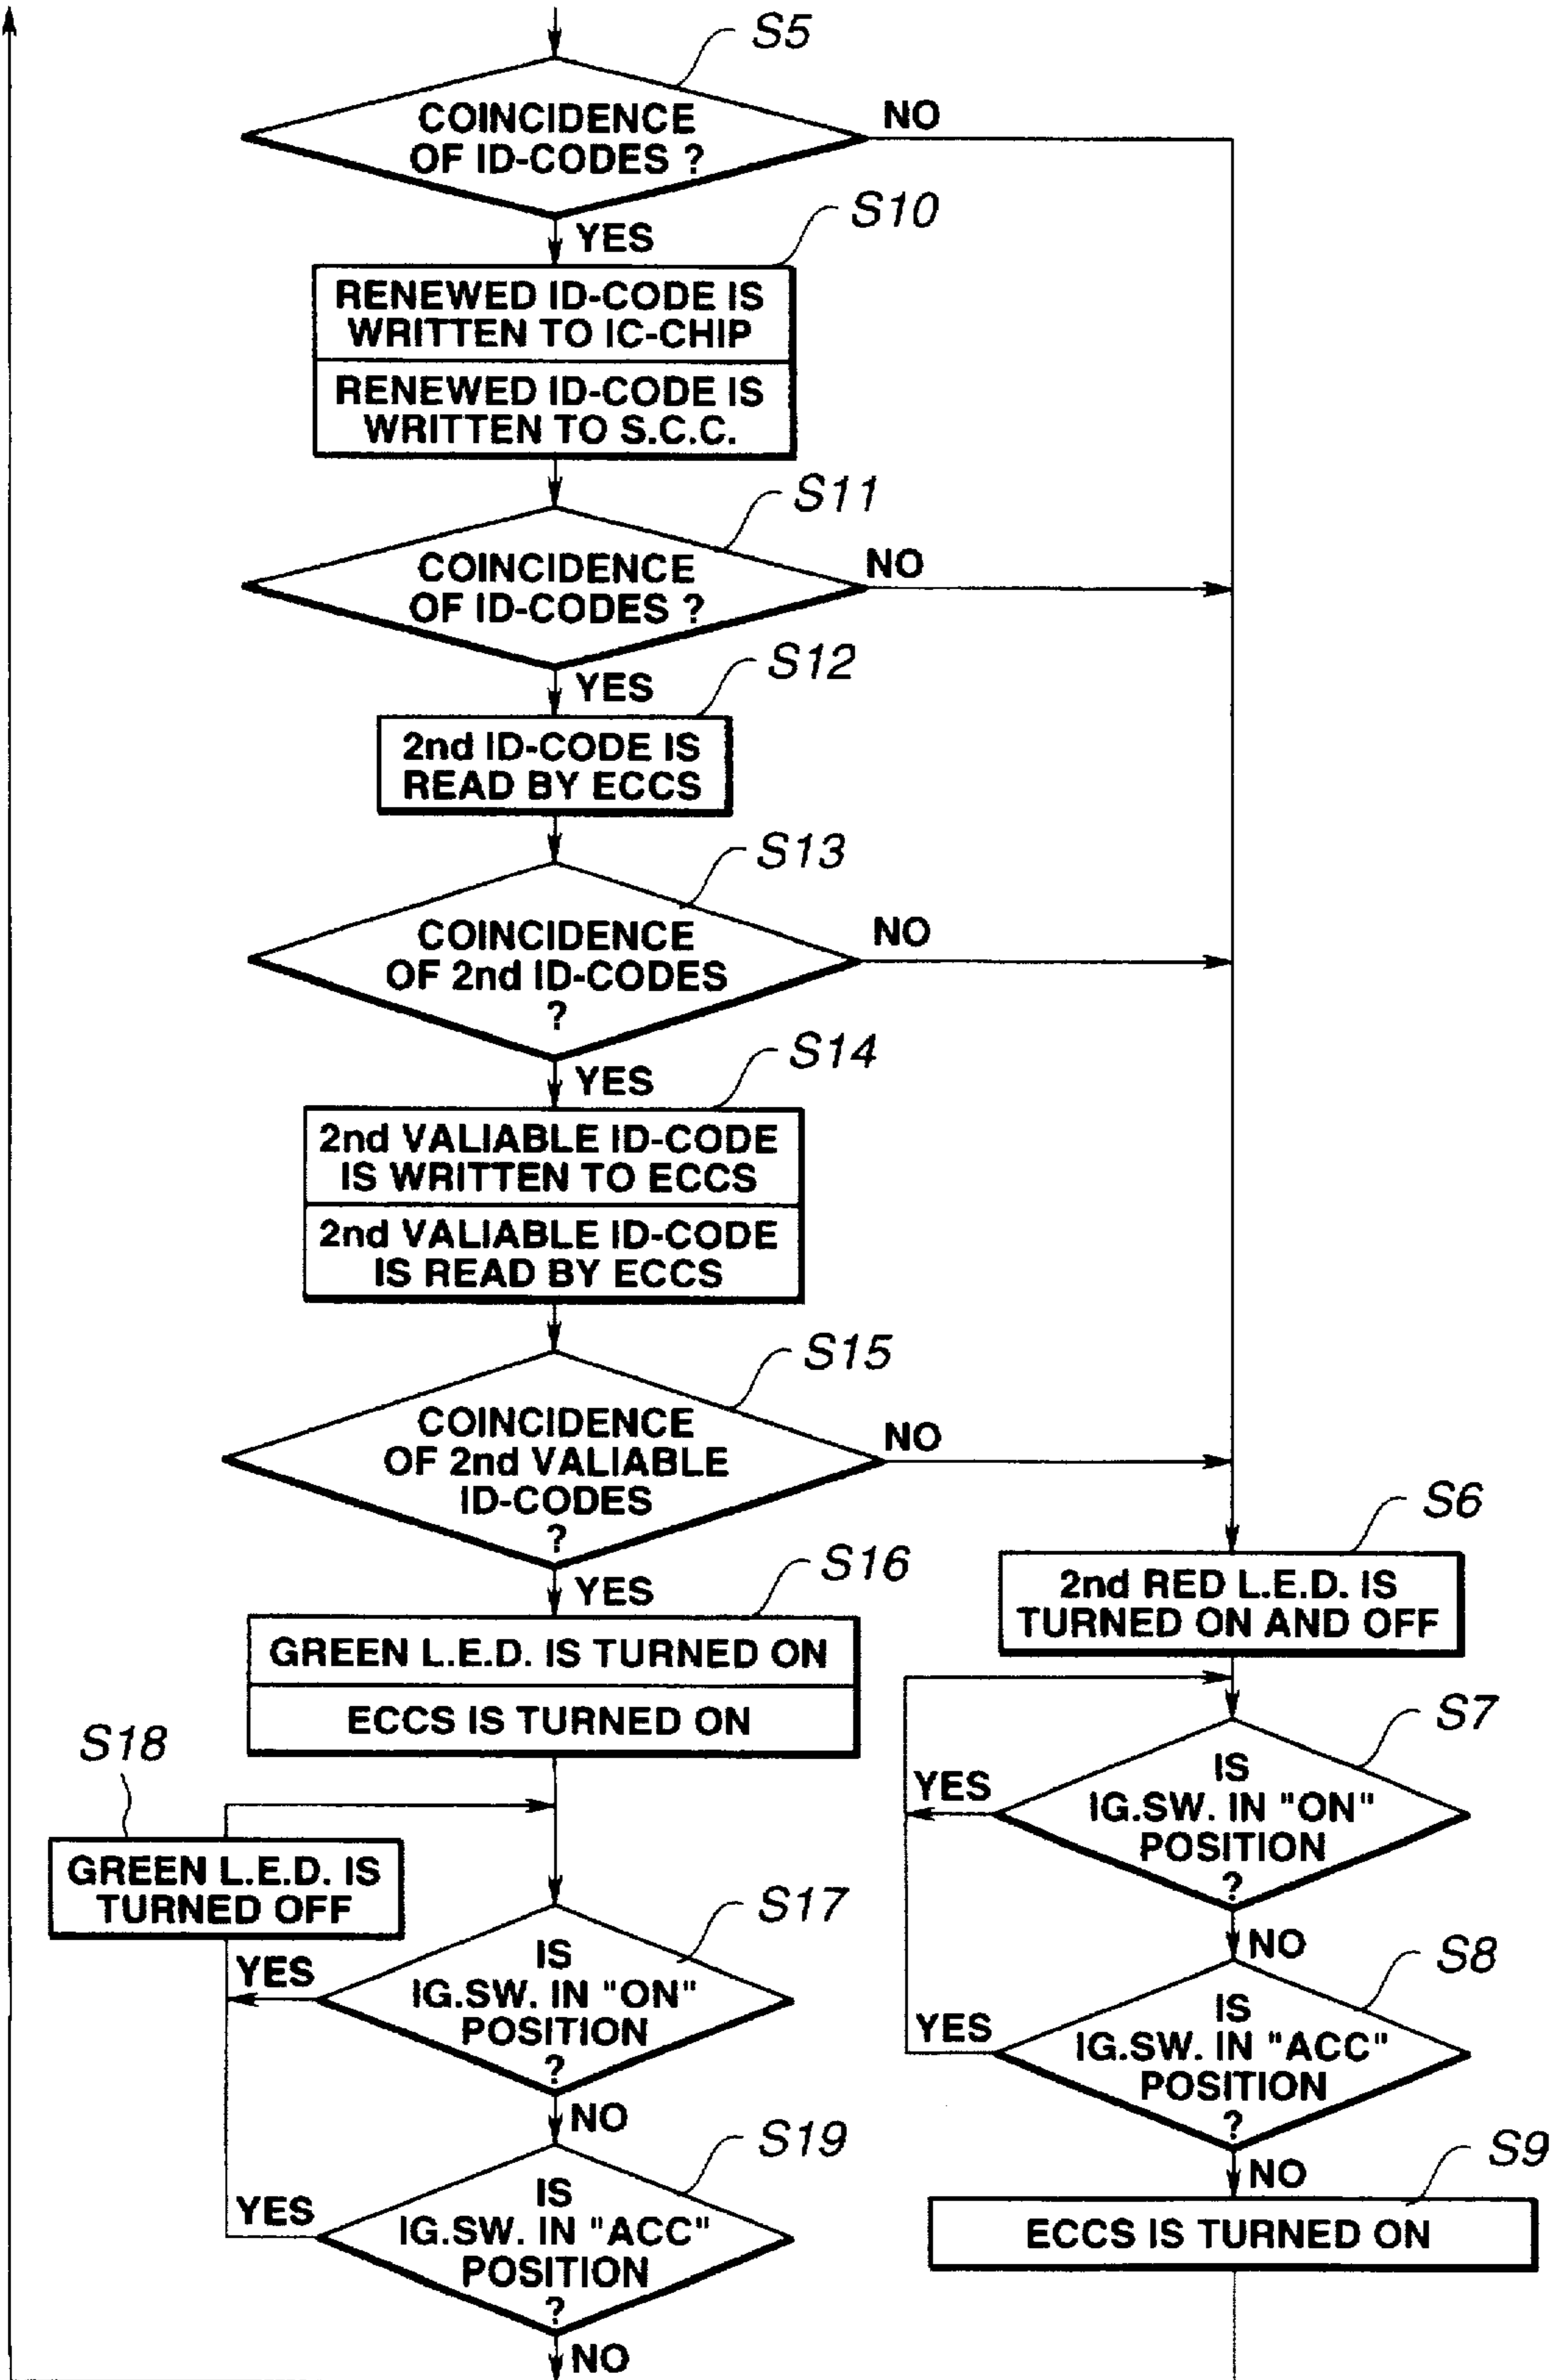 S5
COINCIDENCE
OF ID-CODES ?
NO
YES
S10
RENEWED ID-CODE IS
WRITTEN TO IC-CHIP
RENEWED ID-CODE IS
WRITTEN TO S.C.C.
S11
COINCIDENCE
OF ID-CODES ?
NO
YES
S12
2nd ID-CODE IS
READ BY ECCS
S13
COINCIDENCE
OF 2nd ID-CODES
?
NO
YES
S14
2nd VALIABLE ID-CODE
IS WRITTEN TO ECCS
2nd VALIABLE ID-CODE
IS READ BY ECCS
S15
COINCIDENCE
OF 2nd VALIABLE
ID-CODES
?
NO
YES
S16
GREEN L.E.D. IS TURNED ON
ECCS IS TURNED ON
S18
GREEN L.E.D. IS
TURNED OFF
S17
IS
IG.SW. IN "ON"
POSITION
?
YES
NO
S19
IS
IG.SW. IN "ACC"
POSITION
?
YES
NO
S6
2nd RED L.E.D. IS
TURNED ON AND OFF
S7
IS
IG.SW. IN "ON"
POSITION
?
YES
NO
S8
IS
IG.SW. IN "ACC"
POSITION
?
YES
NO
S9
ECCS IS TURNED ON